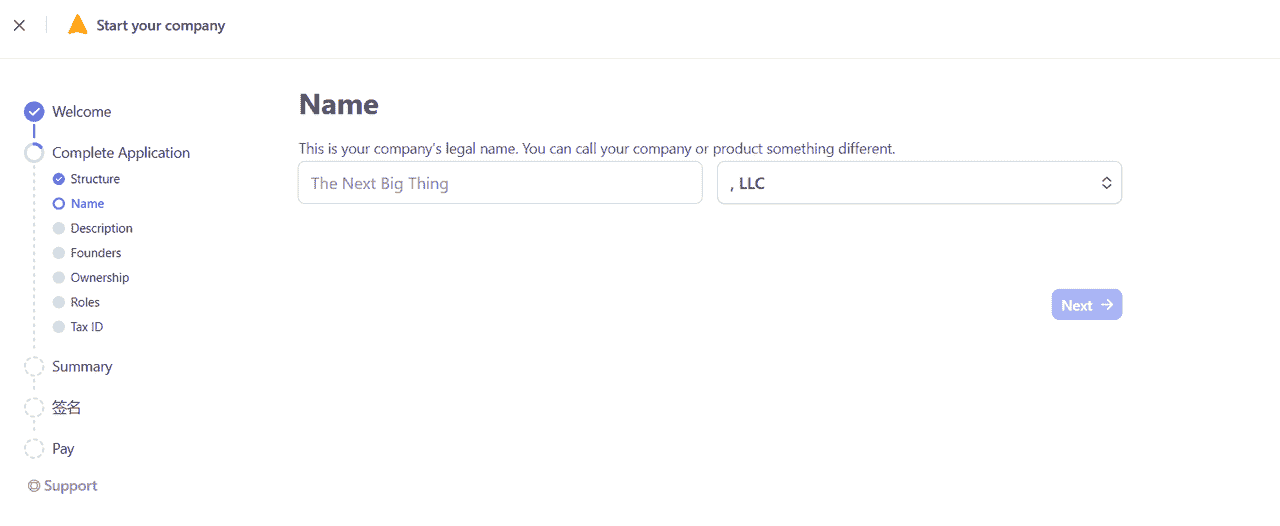 Start your company
Welcome
Complete Application
Structure
Name
Description
Founders
Ownership
Roles
Tax ID
Summary
签名
Pay
Support
Name
This is your company's legal name. You can call your company or product something different.
The Next Big Thing
, LLC
Next